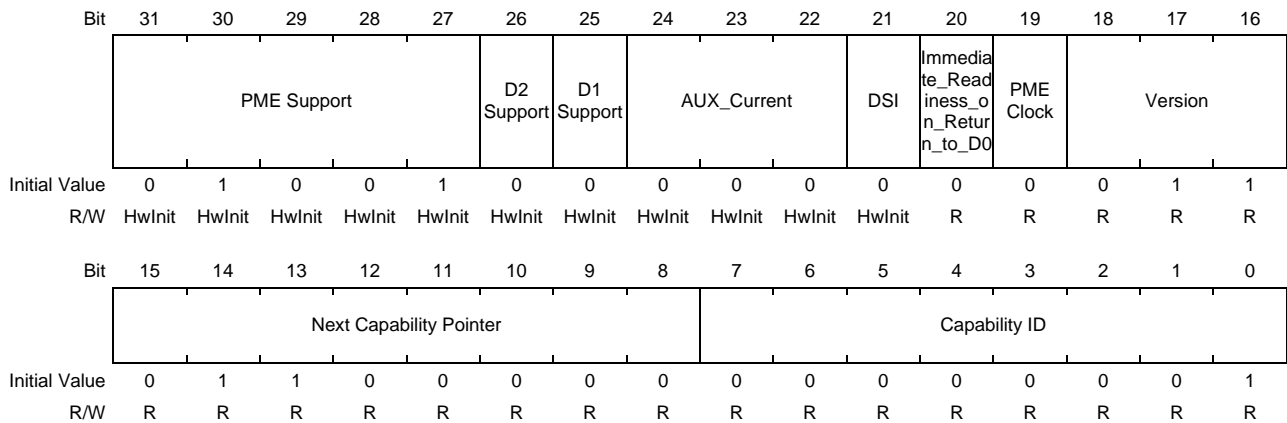 Bit 31 30 29 28 27 26 25 24 23 22 21 20 19 18 17 16
PME Support D2 Support D1 Support AUX_Current DSI Immedia te_Read iness_o n_Retur n_to_D0 PME Clock Version
Initial Value 0 1 0 0 1 0 0 0 0 0 0 0 0 0 1 1
R/W HwInit HwInit HwInit HwInit HwInit HwInit HwInit HwInit HwInit HwInit HwInit R R R R R
Bit 15 14 13 12 11 10 9 8 7 6 5 4 3 2 1 0
Next Capability Pointer Capability ID
Initial Value 0 1 1 0 0 0 0 0 0 0 0 0 0 0 0 1
R/W R R R R R R R R R R R R R R R R